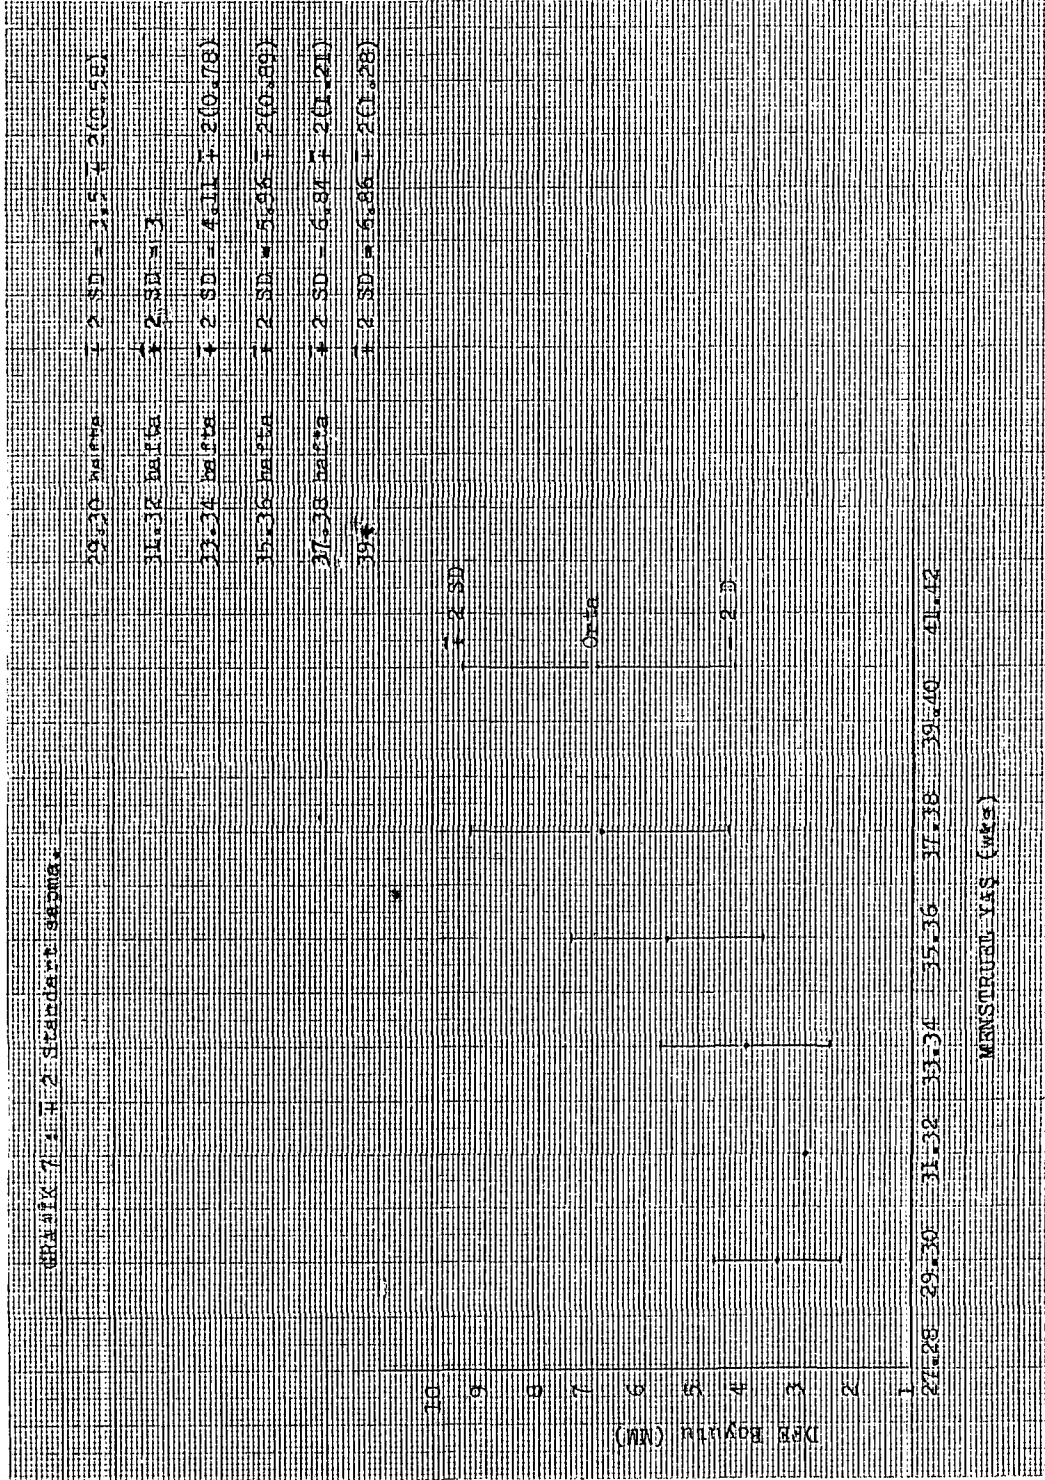 GRAFİK 7 : ∓ 2 Standart sapma.
29-30 hafta ∓ 2 SD = 3,5 ∓ 2(0.58)
31-32 hafta ∓ 2 SD = 3
33-34 hafta ∓ 2 SD = 4.11 ∓ 2(0.78)
35-36 hafta ∓ 2 SD = 5.56 ∓ 2(0.89)
37-38 hafta ∓ 2 SD = 6.84 ∓ 2(1.21)
39+ ∓ 2 SD = 6.86 ∓ 2(1.28)
+ 2 SD
Orta
- 2 D
10
9
8
7
6
5
4
3
2
1
DFE Boyutu (MM)
27-28 29-30 31-32 33-34 35-36 37-38 39-40 41-42
MENSTRUEL YAŞ (wks)